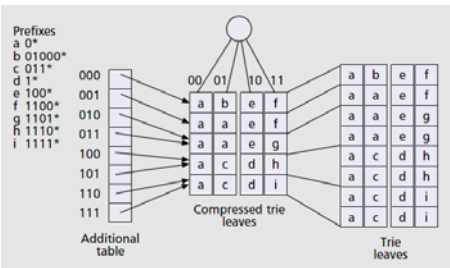 Prefixes
a 0*
b 01000*
c 011*
d 1*
e 100*
f 1100*
g 1101*
h 1110*
i 1111*
000
001
010
011
100
101
110
111
Additional
table
00 01 10 11
a b e f
a a e f
a a e g
a c d h
a c d i
Compressed trie
leaves
a b e f
a a e f
a a e g
a a e g
a c d h
a c d h
a c d i
a c d i
Trie
leaves